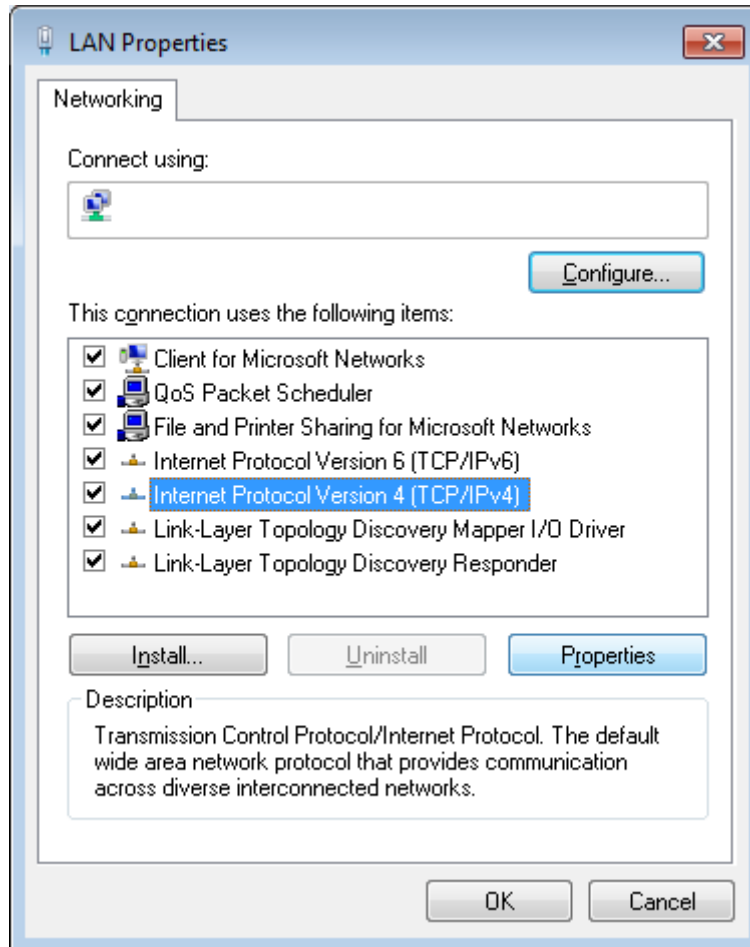 LAN Properties
Networking
Connect using:
Configure...
This connection uses the following items:
Client for Microsoft Networks
QoS Packet Scheduler
File and Printer Sharing for Microsoft Networks
Internet Protocol Version 6 (TCP/IPv6)
Internet Protocol Version 4 (TCP/IPv4)
Link-Layer Topology Discovery Mapper I/O Driver
Link-Layer Topology Discovery Responder
Install... Uninstall Properties
Description
Transmission Control Protocol/Internet Protocol. The default
wide area network protocol that provides communication
across diverse interconnected networks.
OK Cancel